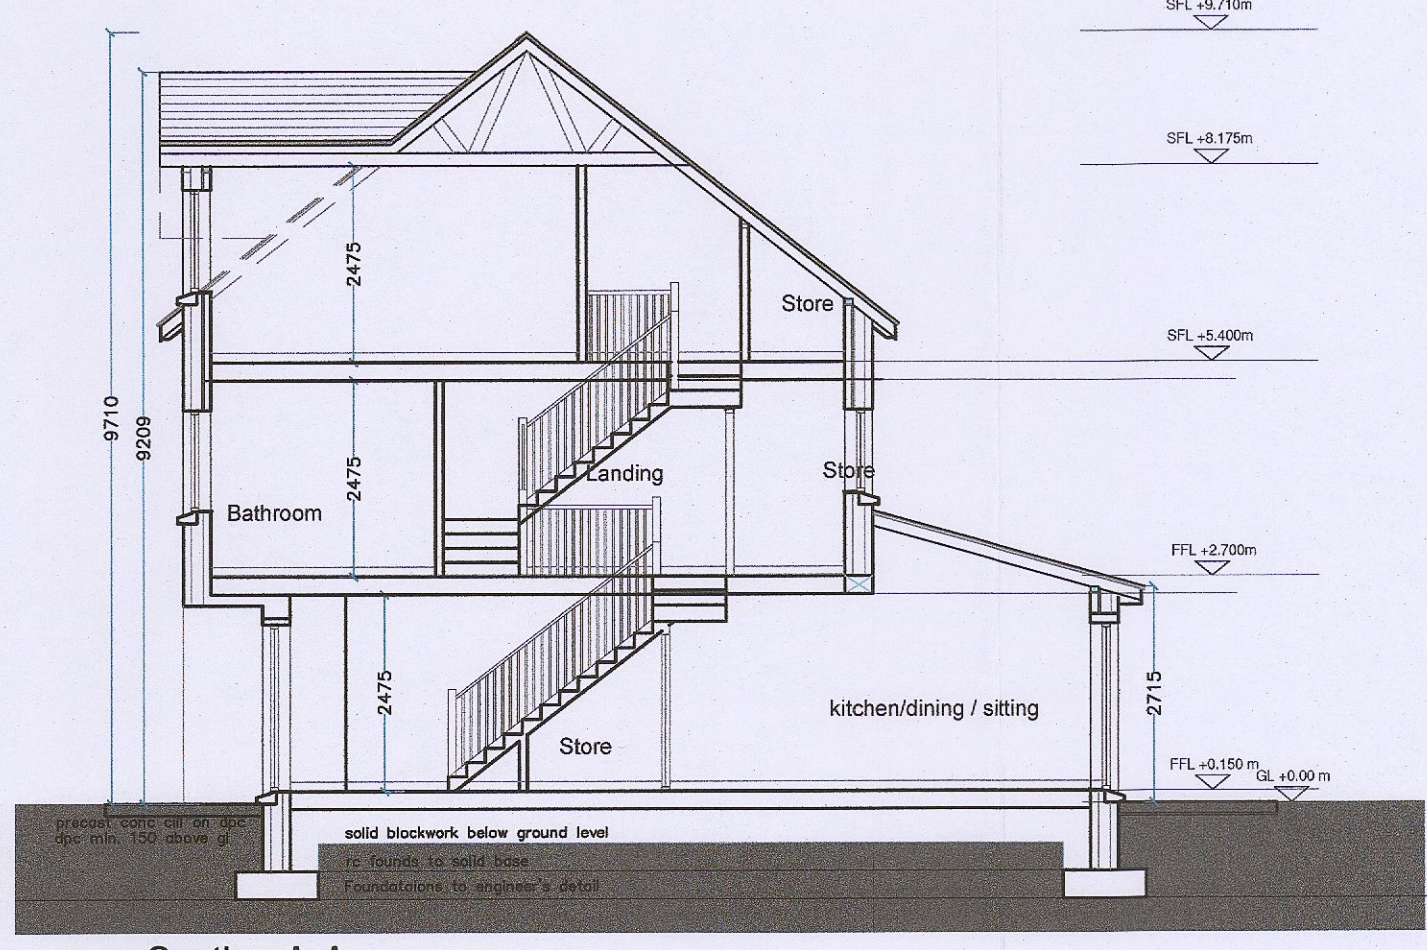 SFL +9.710m
SFL +8.175m
2475
Store
SFL +5.400m
9710
9209
2475
Landing
Store
Bathroom
FFL +2.700m
2475
2715
kitchen/dining / sitting
Store
FFL +0.150 m
GL +0.00 m
precast conc cill on dpc
dpc min. 150 above gl
solid blockwork below ground level
rc founds to solid base
Foundataions to engineer's detail